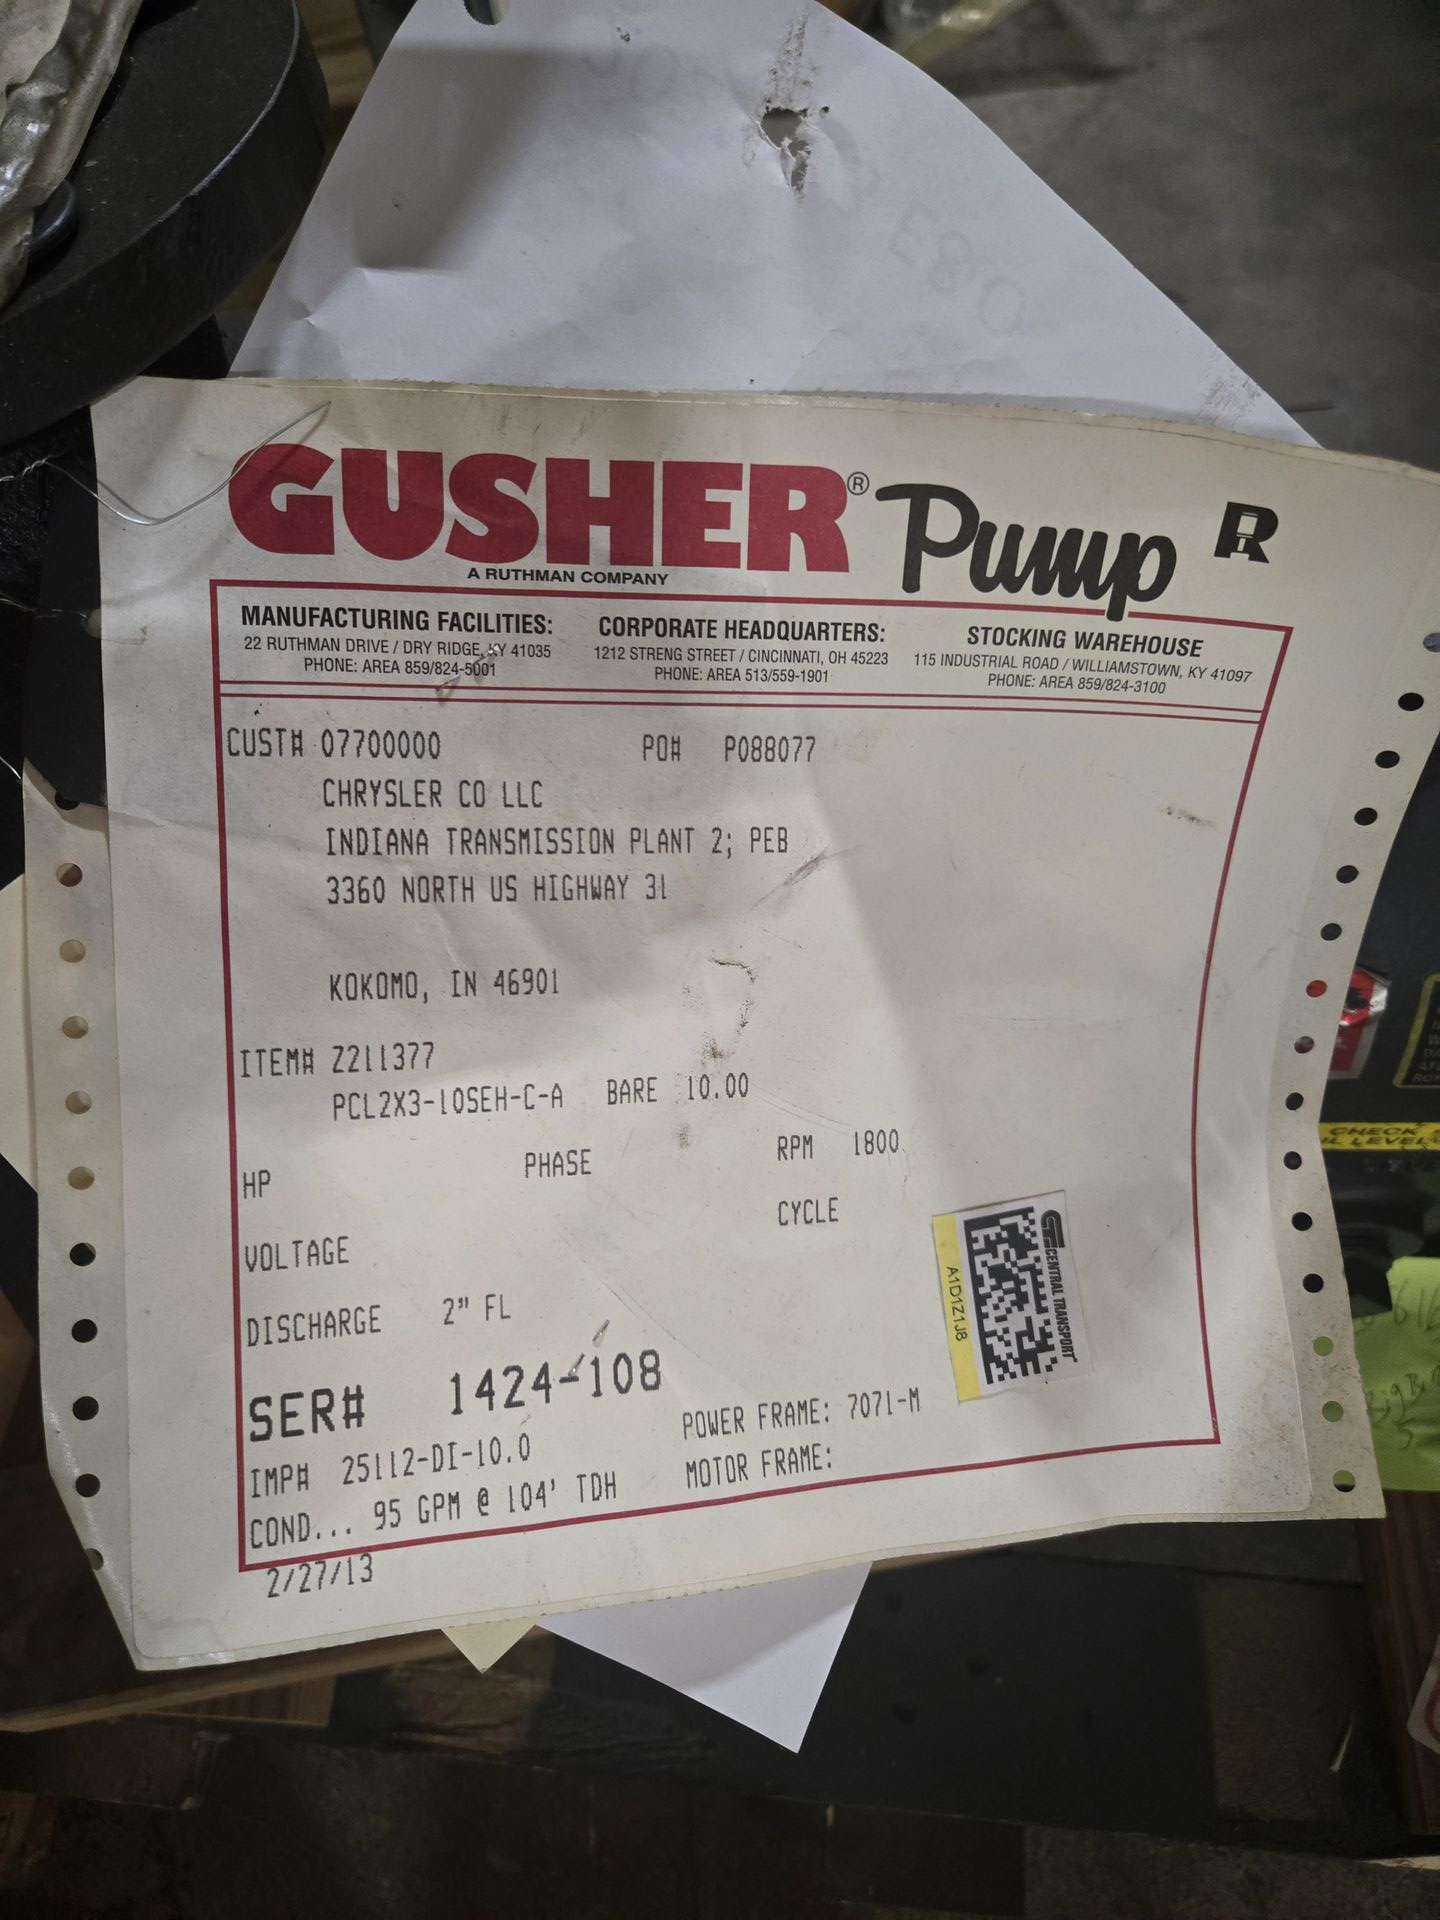 GUSHER® Pump R
A RUTHMAN COMPANY
MANUFACTURING FACILITIES:
22 RUTHMAN DRIVE / DRY RIDGE, KY 41035
PHONE: AREA 859/824-5001
CORPORATE HEADQUARTERS:
1212 STRENG STREET / CINCINNATI, OH 45223
PHONE: AREA 513/559-1901
STOCKING WAREHOUSE
115 INDUSTRIAL ROAD / WILLIAMSTOWN, KY 41097
PHONE: AREA 859/824-3100
CUST# 07700000 PO# P088077
CHRYSLER CO LLC
INDIANA TRANSMISSION PLANT 2; PEB
3360 NORTH US HIGHWAY 31
KOKOMO, IN 46901
ITEM# Z211377
PCL2X3-10SEH-C-A BARE 10.00
HP PHASE RPM 1800
VOLTAGE CYCLE
DISCHARGE 2" FL
SER# 1424-108
IMP# 25112-DI-10.0 POWER FRAME: 7071-M
COND... 95 GPM @ 104' TDH MOTOR FRAME:
2/27/13
CENTRAL TRANSPORT
A1D1Z1J8
CHECK
LEVEL